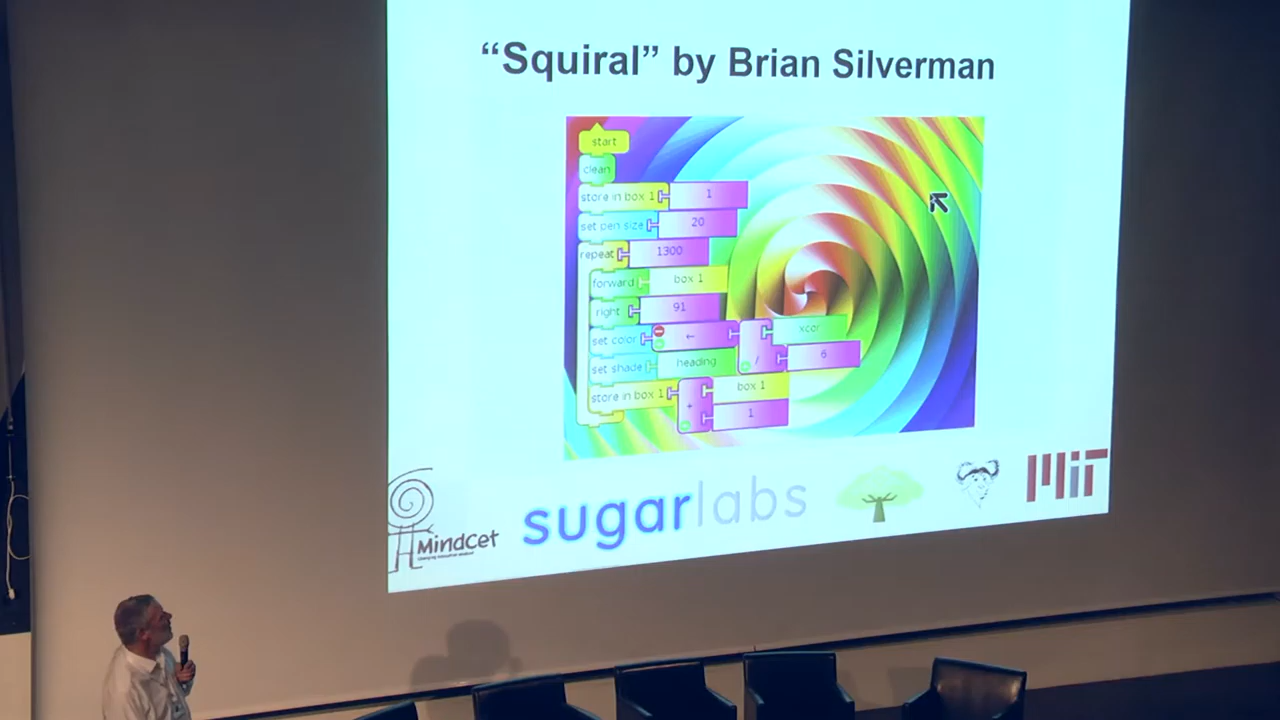 “Squiral” by Brian Silverman
start
clean
store in box 1 1
set pen size 20
repeat 1300
forward box 1
right 91
set color ← xcor
/ 6
set shade heading
store in box 1 box 1
+ 1
MindCet
sugarlabs
MIT